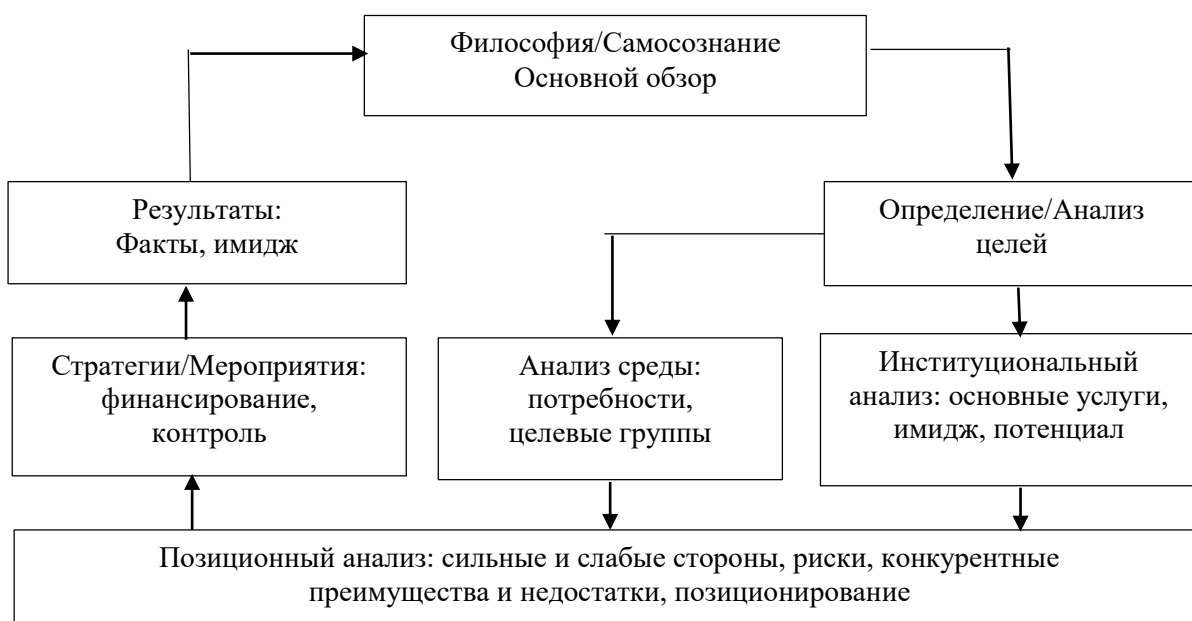 Философия/Самосознание
Основной обзор
Результаты:
Факты, имидж
Определение/Анализ
целей
Стратегии/Мероприятия:
финансирование,
контроль
Анализ среды:
потребности,
целевые группы
Институциональный
анализ: основные услуги,
имидж, потенциал
Позиционный анализ: сильные и слабые стороны, риски, конкурентные
преимущества и недостатки, позиционирование